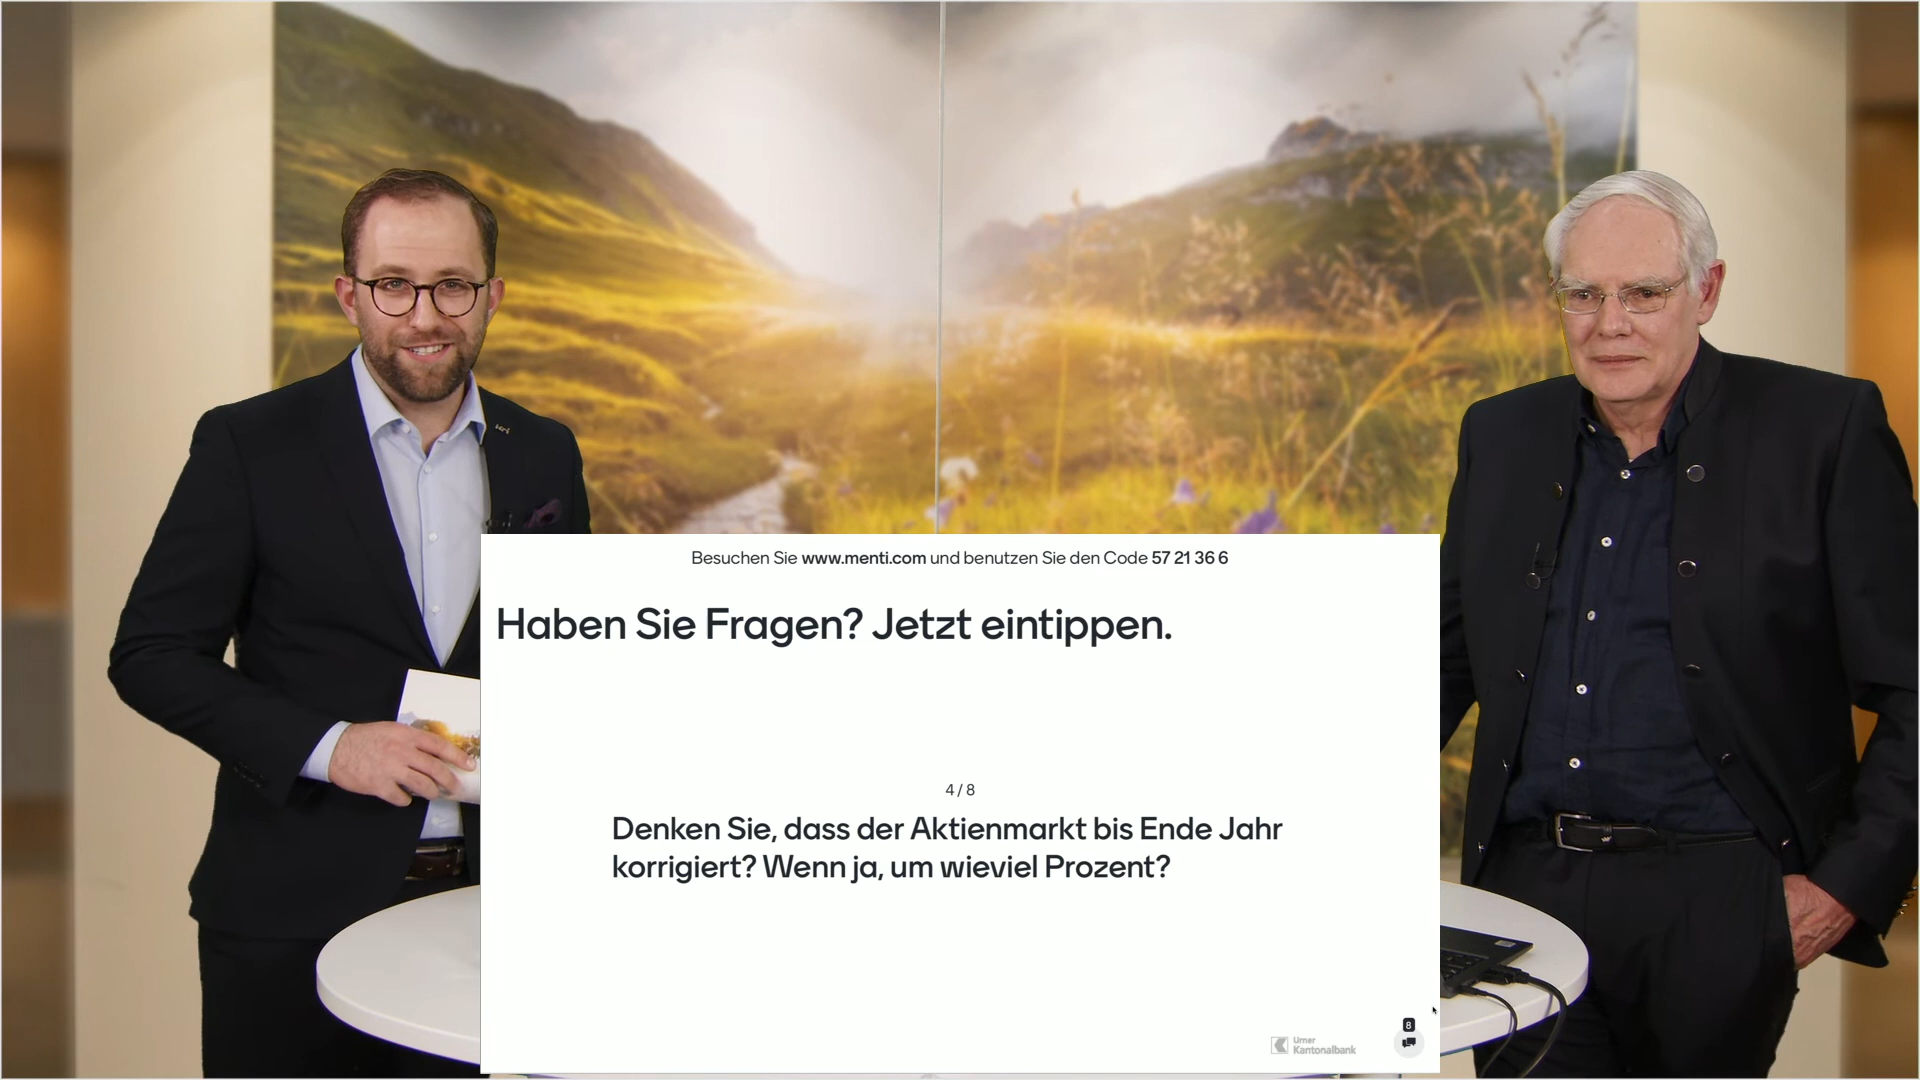 Besuchen Sie www.menti.com und benutzen Sie den Code 57 21 36 6
Haben Sie Fragen? Jetzt eintippen.
4 / 8
Denken Sie, dass der Aktienmarkt bis Ende Jahr
korrigiert? Wenn ja, um wieviel Prozent?
8
Urner
Kantonalbank